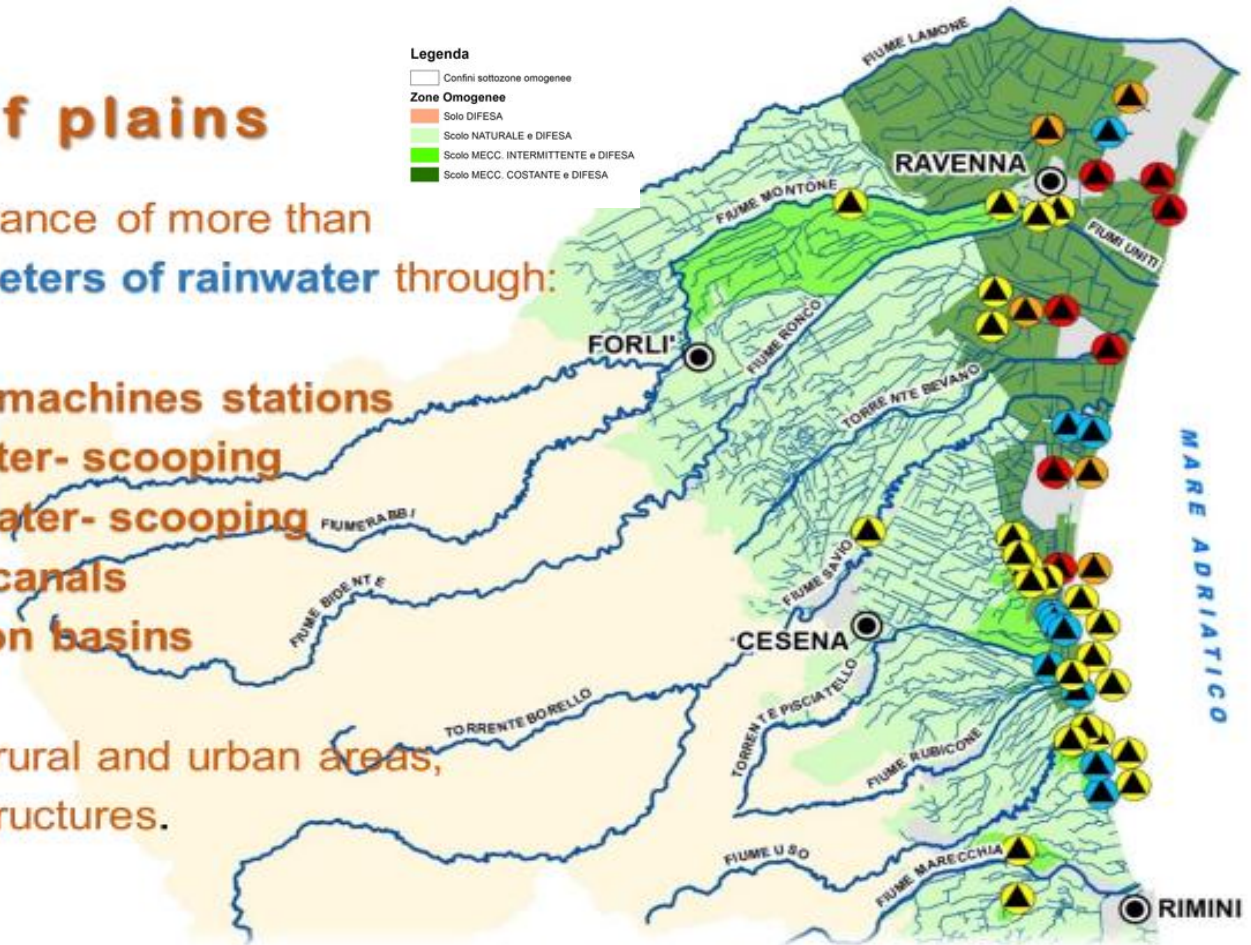 f plains
ance of more than
eters of rainwater through:
machines stations
ter- scooping
ater- scooping
canals
on basins
rural and urban areas,
ructures.
Legenda
Confini sottozone omogenee
Zone Omogenee
Solo DIFESA
Scolo NATURALE e DIFESA
Scolo MECC. INTERMITTENTE e DIFESA
Scolo MECC. COSTANTE e DIFESA
FIUME LAMONE
RAVENNA
FIUME MONTONE
FIUMI UNITI
FORLI'
FIUME RONCO
TORRENTE BEVANO
FIUME RABBI
FIUME BIDENTE
FIUME SAVIO
CESENA
MARE ADRIATICO
TORRENTE BORELLO
TORRENTE PISCIATELLO
FIUME RUBICONE
FIUME USO
FIUME MARECCHIA
RIMINI